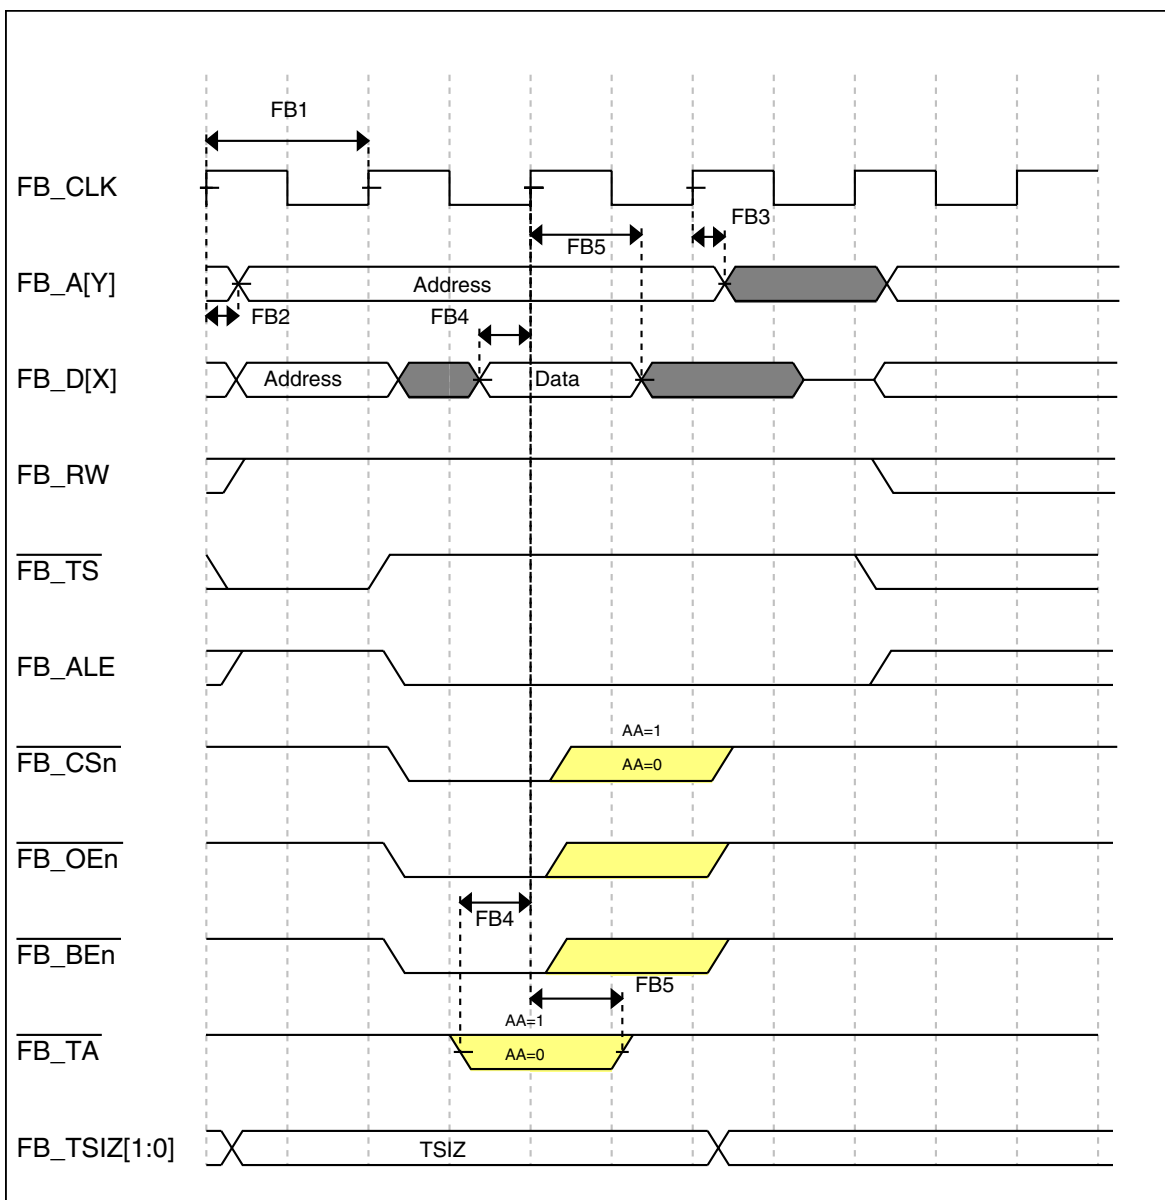 FB1
FB_CLK
FB3
FB5
FB_A[Y]
Address
FB2
FB4
FB_D[X]
Address
Data
FB_RW
FB_TS
FB_ALE
AA=1
FB_CSn
AA=0
FB_OEn
FB4
FB_BEn
FB5
AA=1
FB_TA
AA=0
FB_TSIZ[1:0]
TSIZ